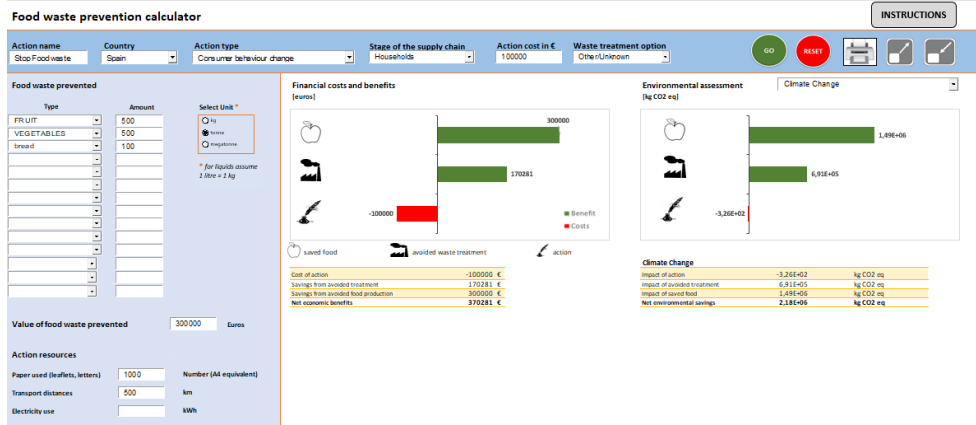 Food waste prevention calculator
INSTRUCTIONS
Action name Country Action type Stage of the supply chain Action cost in € Waste treatment option
Stop Food waste Spain Consumer behaviour change Households 100000 Other/Unknown
GO RESET
Food waste prevented
Type Amount Select Unit *
FRUIT 500 kg
VEGETABLES 500 tonne
bread 100 megatonne
* for liquids assume
1 litre = 1 kg
Value of food waste prevented 300000 Euros
Action resources
Paper used (leaflets, letters) 1000 Number (A4 equivalent)
Transport distances 500 km
Electricity use kWh
Financial costs and benefits
[euros]
300000
170281
-100000
Benefit
Costs
saved food avoided waste treatment action
Cost of action -100000 €
Savings from avoided treatment 170281 €
Savings from avoided food production 300000 €
Net economic benefits 370281 €
Environmental assessment Climate Change
[kg CO2 eq]
1,49E+06
6,91E+05
-3,26E+02
Climate Change
Impact of action -3,26E+02 kg CO2 eq
Impact of avoided treatment 6,91E+05 kg CO2 eq
Impact of saved food 1,49E+06 kg CO2 eq
Net environmental savings 2,18E+06 kg CO2 eq